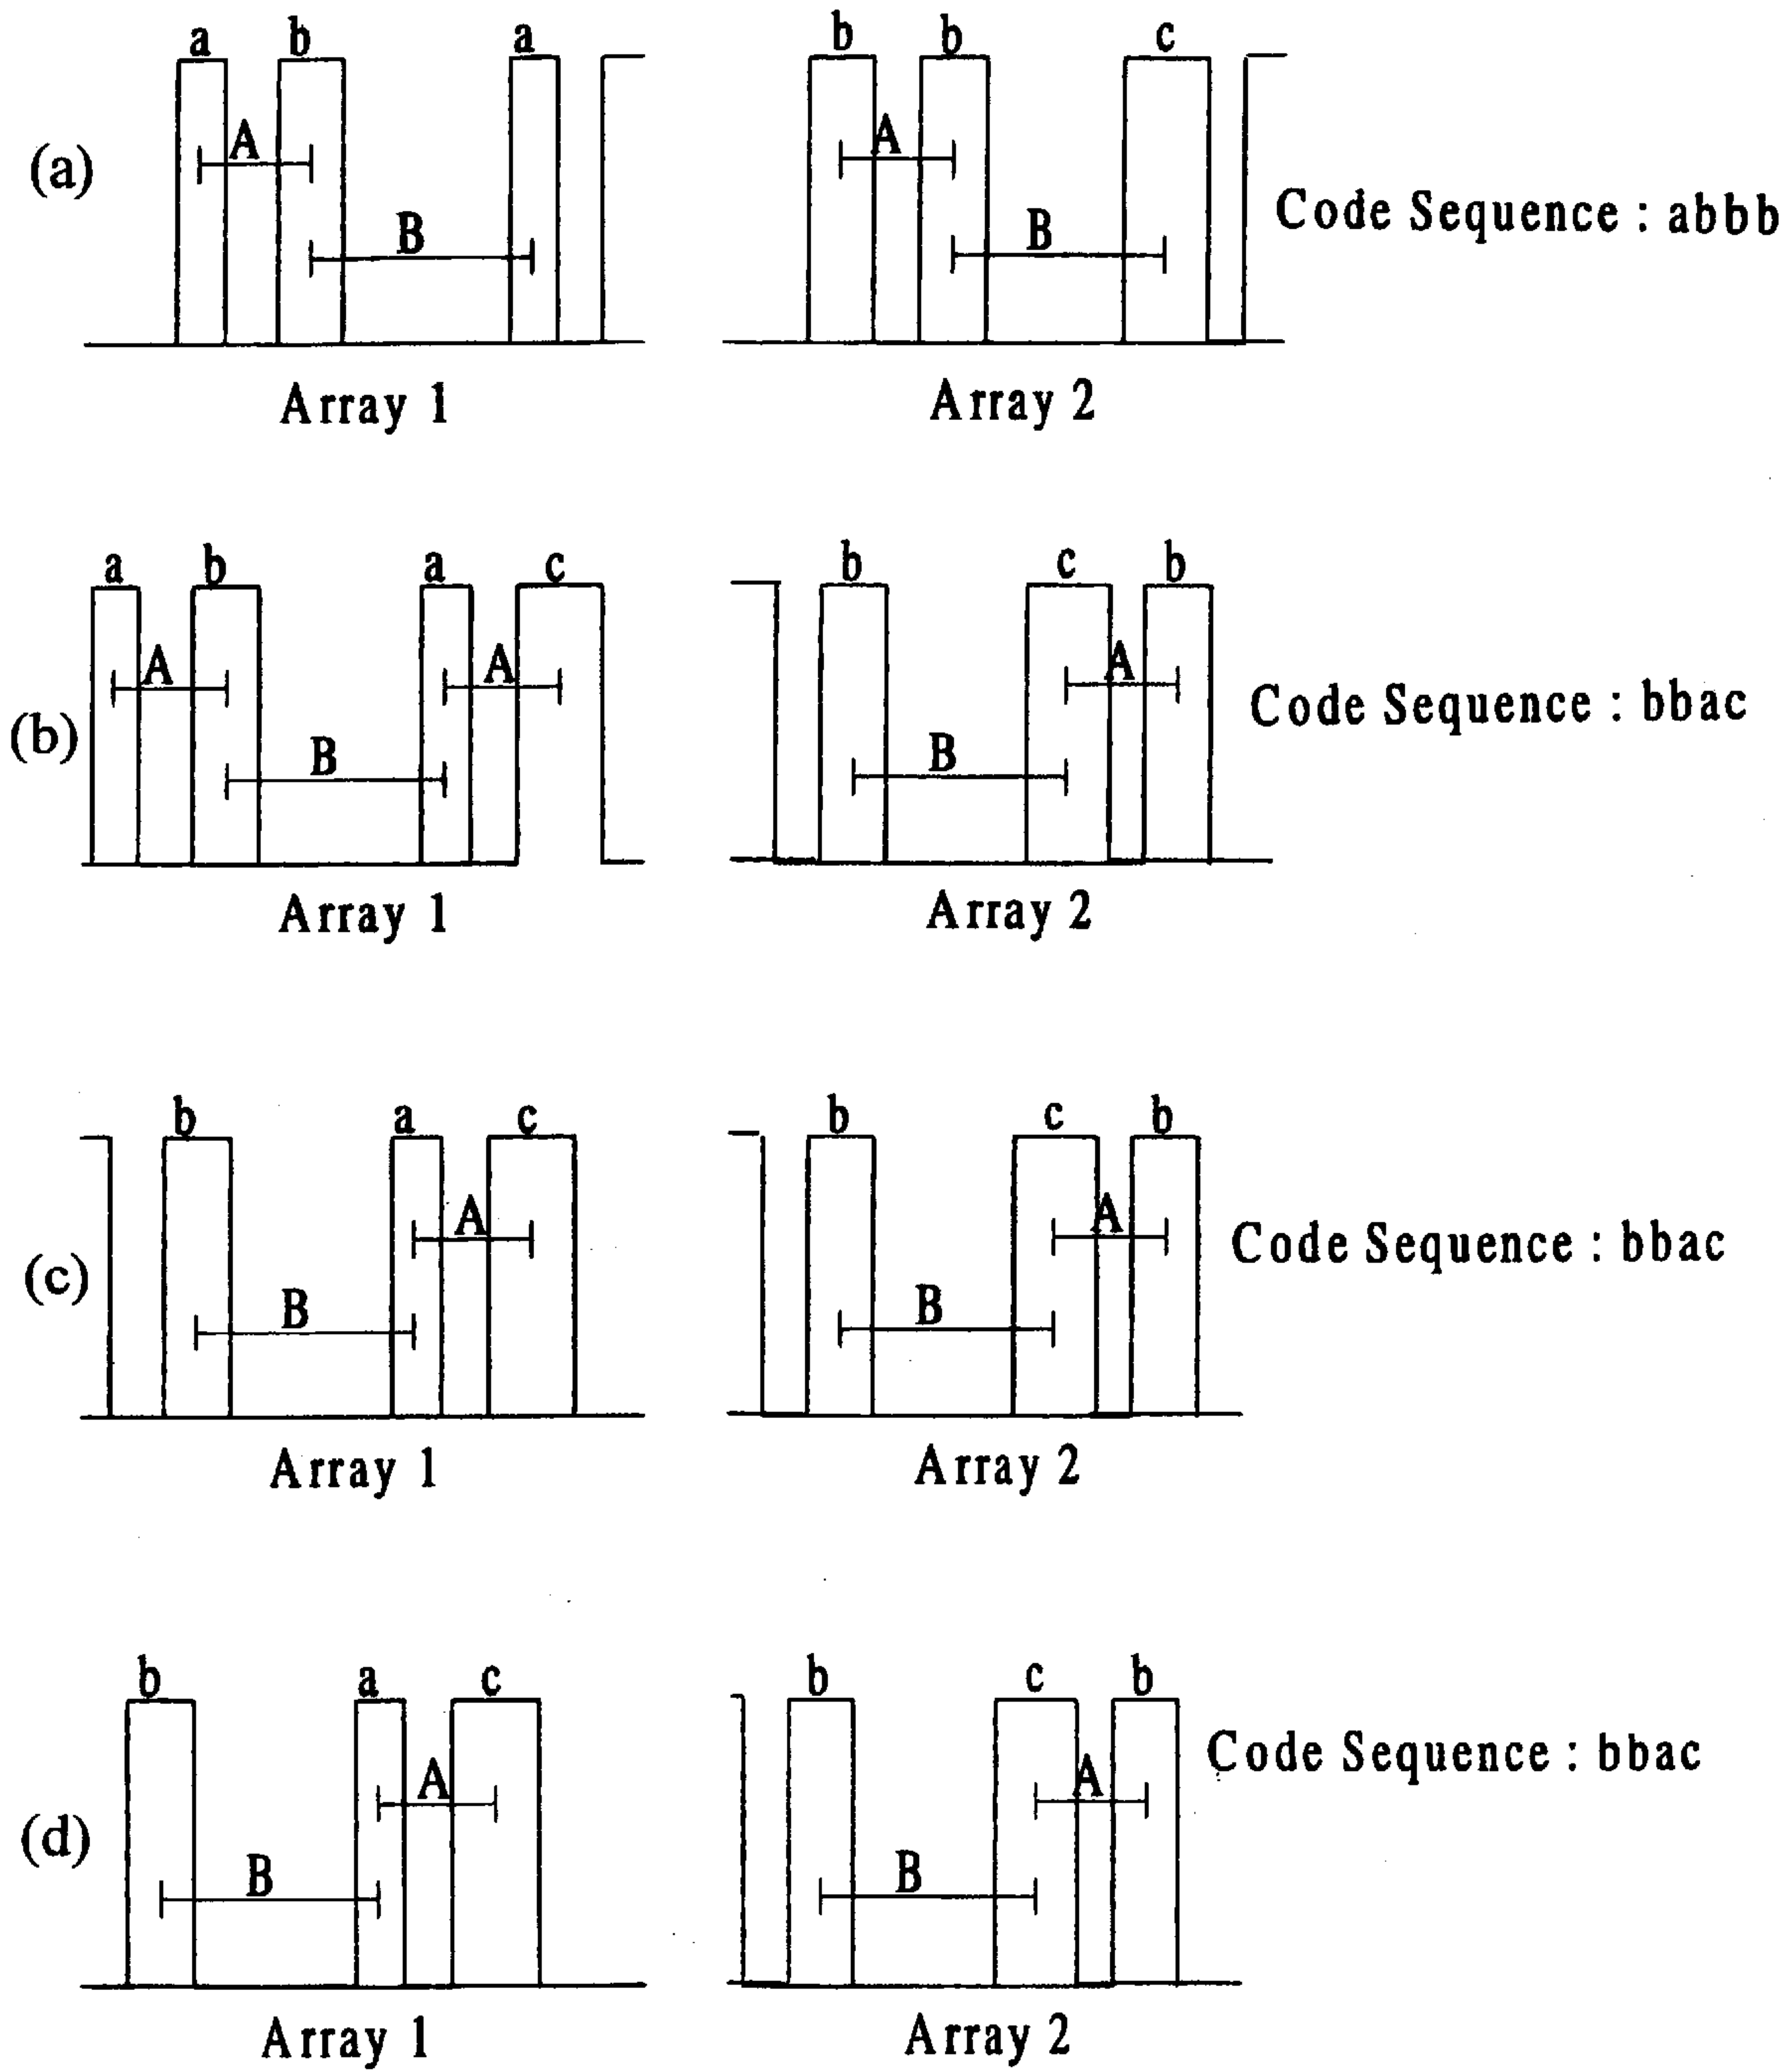 a b a b b c
A A
(a)
B B
Code Sequence : abbb
Array 1 Array 2
a b a c b c b
A A A
(b)
Code Sequence : bbac
B B
Array 1 Array 2
b a c b c b
A A
Code Sequence : bbac
(c)
B B
Array 1 Array 2
b a c b c b
Code Sequence : bbac
A A
(d)
B B
Array 1 Array 2